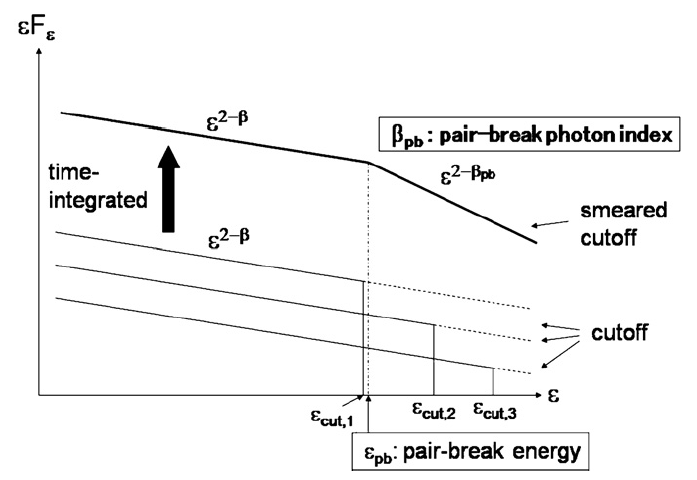 εFε
ε2−β
βpb : pair−break photon index
time-
integrated
ε2−βpb
smeared
cutoff
ε2−β
cutoff
ε
εcut,1
εcut,2
εcut,3
εpb: pair-break energy